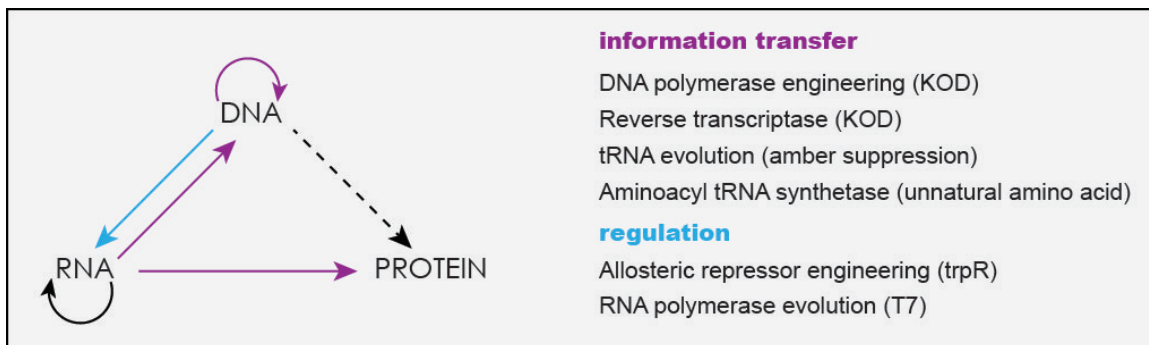 DNA
RNA
PROTEIN
information transfer
DNA polymerase engineering (KOD)
Reverse transcriptase (KOD)
tRNA evolution (amber suppression)
Aminoacyl tRNA synthetase (unnatural amino acid)
regulation
Allosteric repressor engineering (trpR)
RNA polymerase evolution (T7)